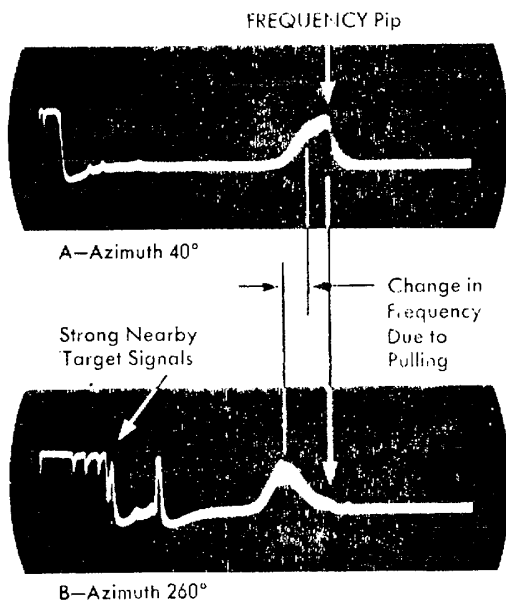 FREQUENCY Pip
A—Azimuth 40°
Change in
Frequency
Due to
Pulling
Strong Nearby
Target Signals
B—Azimuth 260°